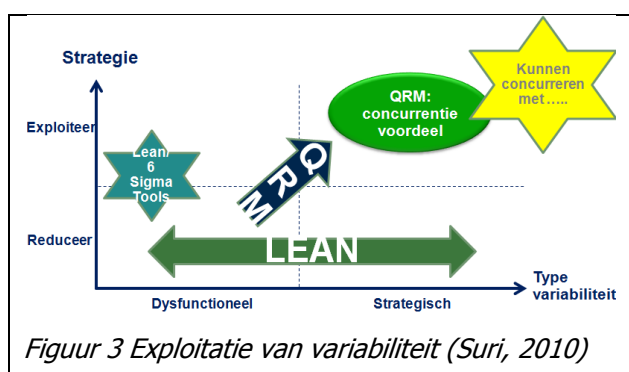 Strategie
Kunnen
concurreren
met.....
QRM:
concurrentie
voordeel
Exploiteer
Lean/
6
Sigma
Tools
QRM
Reduceer
LEAN
Type
variabiliteit
Dysfunctioneel
Strategisch
Figuur 3 Exploitatie van variabiliteit (Suri, 2010)